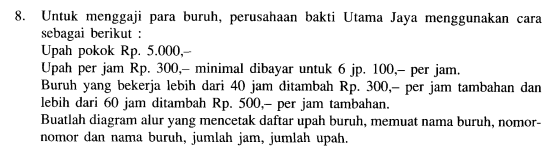 8. Untuk menggaji para buruh, perusahaan bakti Utama Jaya menggunakan cara
sebagai berikut :
Upah pokok Rp. 5.000,–
Upah per jam Rp. 300,– minimal dibayar untuk 6 jp. 100,– per jam.
Buruh yang bekerja lebih dari 40 jam ditambah Rp. 300,– per jam tambahan dan
lebih dari 60 jam ditambah Rp. 500,– per jam tambahan.
Buatlah diagram alur yang mencetak daftar upah buruh, memuat nama buruh, nomor-
nomor dan nama buruh, jumlah jam, jumlah upah.